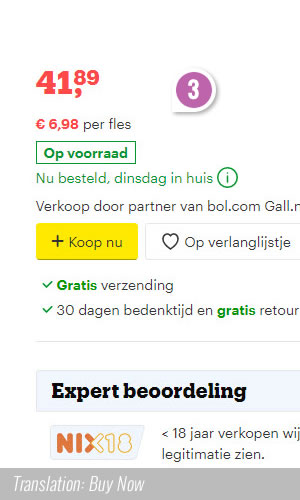 41,89
3
€ 6,98 per fles
Op voorraad
Nu besteld, dinsdag in huis i
Verkoop door partner van bol.com Gall.n
+ Koop nu
Op verlanglijstje
Gratis verzending
30 dagen bedenktijd en gratis retour
Expert beoordeling
NIX18
< 18 jaar verkopen wij
legitimatie zien.
Translation: Buy Now